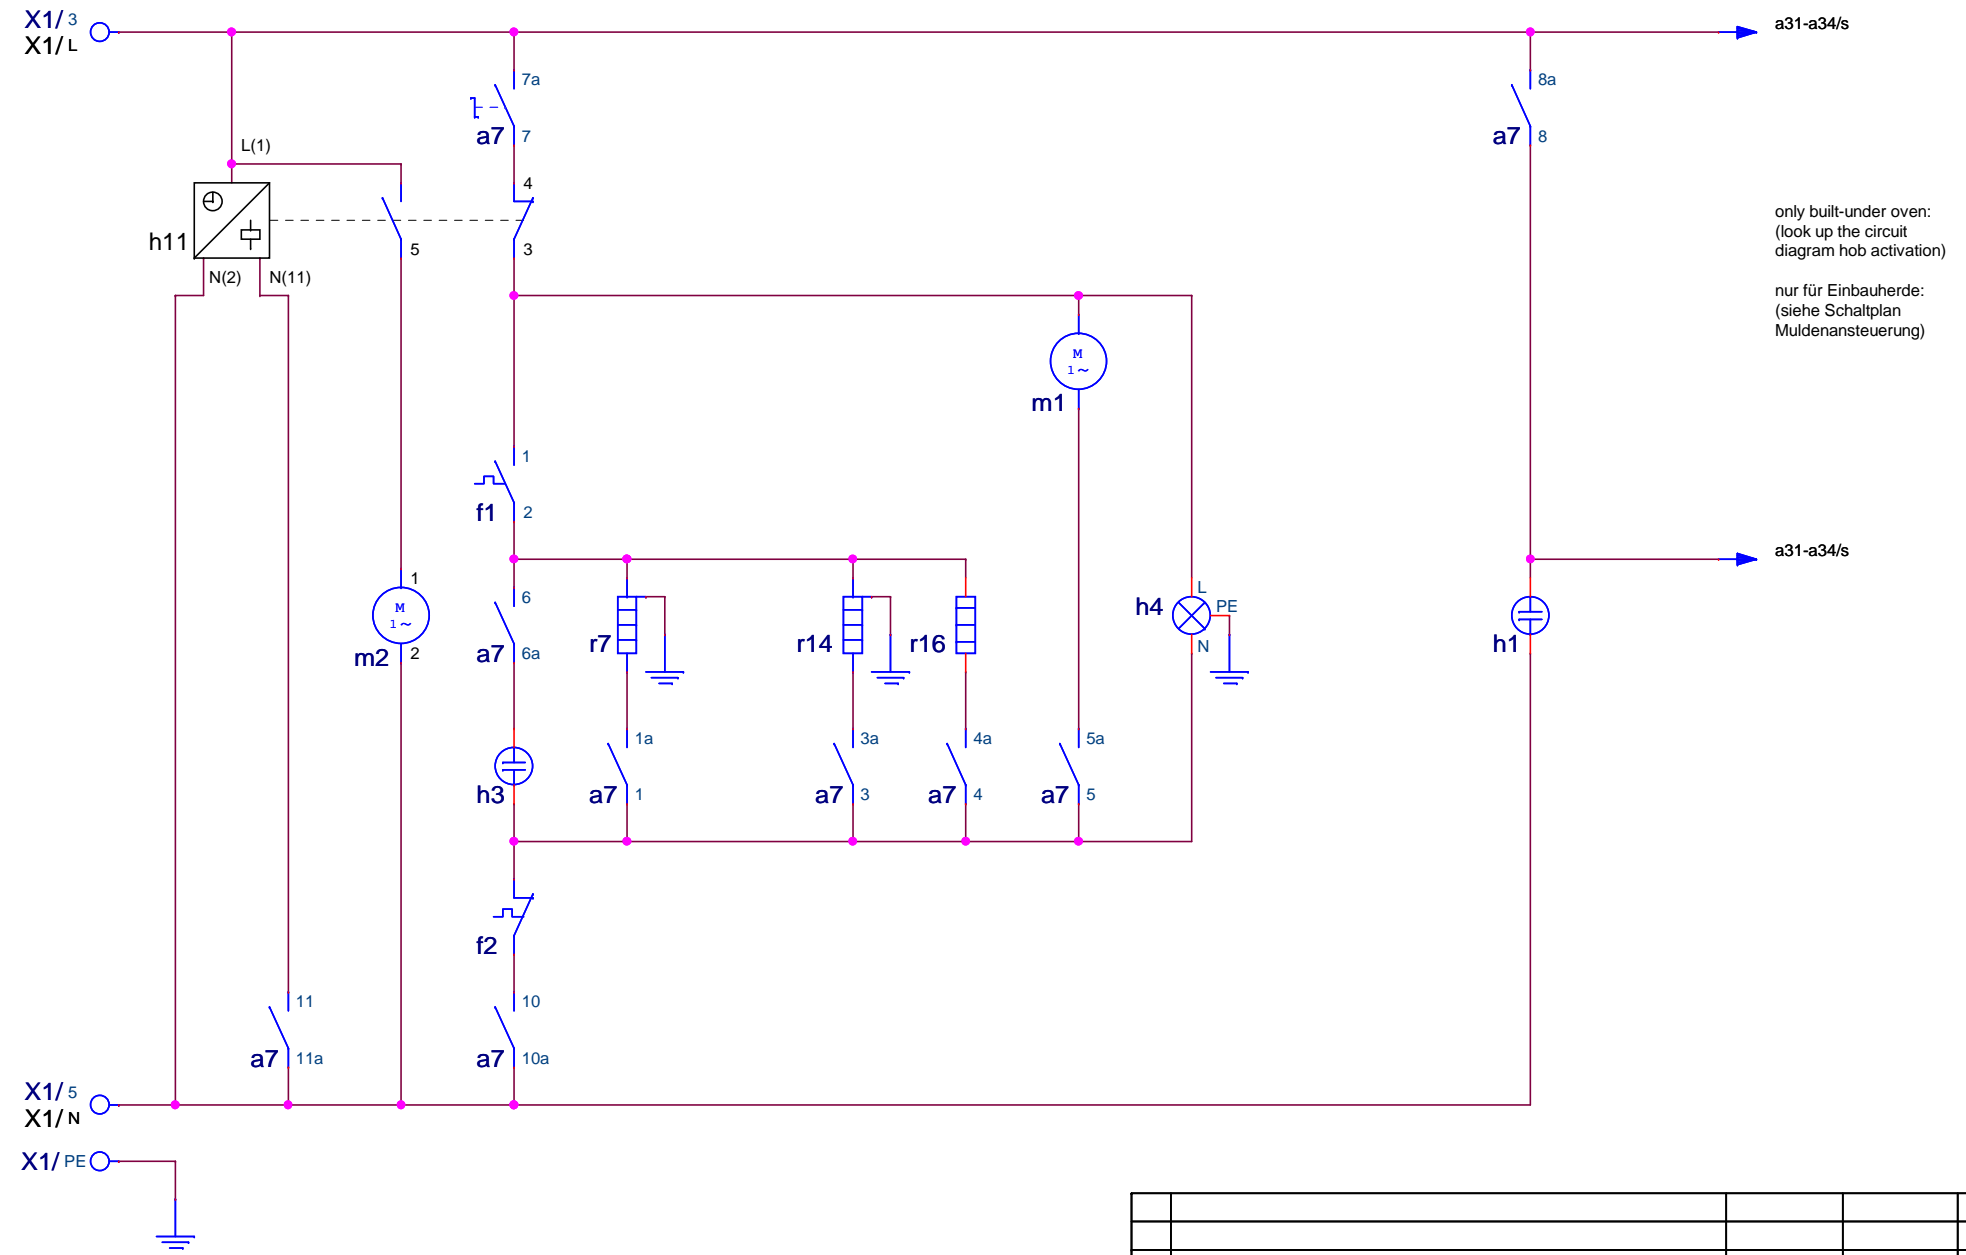 X1/ 3
X1/ L
a31-a34/s
7a
a7 7
8a
a7 8
L(1)
4
h11
5
3
N(2) N(11)
only built-under oven:
(look up the circuit
diagram hob activation)
nur für Einbauherde:
(siehe Schaltplan
Muldenansteuerung)
M
1~
m1
1
f1 2
a31-a34/s
1
M
1~
m2 2
6
a7 6a
r7
r14
r16
L
h4 PE
N
h1
h3
1a
a7 1
3a
a7 3
4a
a7 4
5a
a7 5
f2
11
a7 11a
10
a7 10a
X1/ 5
X1/ N
X1/ PE